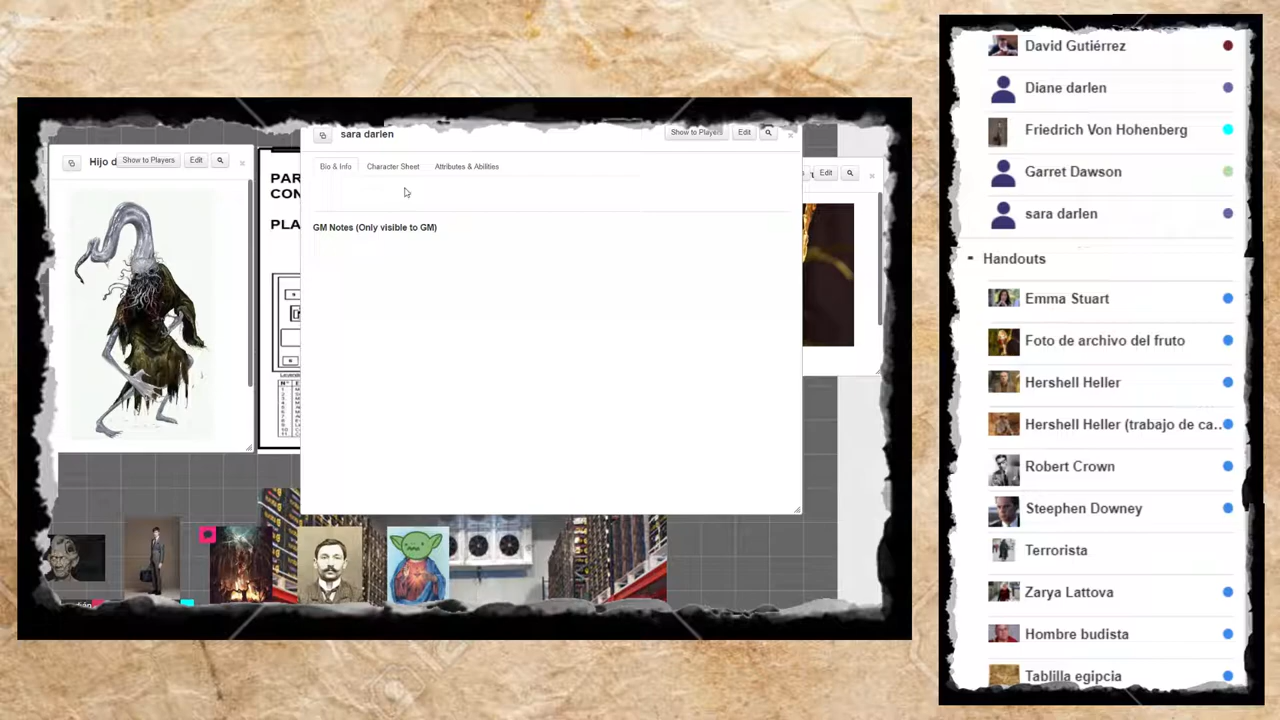 Hijo d
Show to Players
Edit
PAR
CON
PLA
sara darlen
Show to Players
Edit
Bio & Info
Character Sheet
Attributes & Abilities
GM Notes (Only visible to GM)
Edit
David Gutiérrez
Diane darlen
Friedrich Von Hohenberg
Garret Dawson
sara darlen
Handouts
Emma Stuart
Foto de archivo del fruto
Hershell Heller
Hershell Heller (trabajo de ca...
Robert Crown
Steephen Downey
Terrorista
Zarya Lattova
Hombre budista
Tablilla egipcia